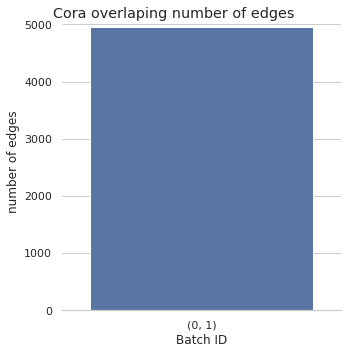 Cora overlaping number of edges
5000
4000
3000
2000
1000
0
number of edges
(0, 1)
Batch ID